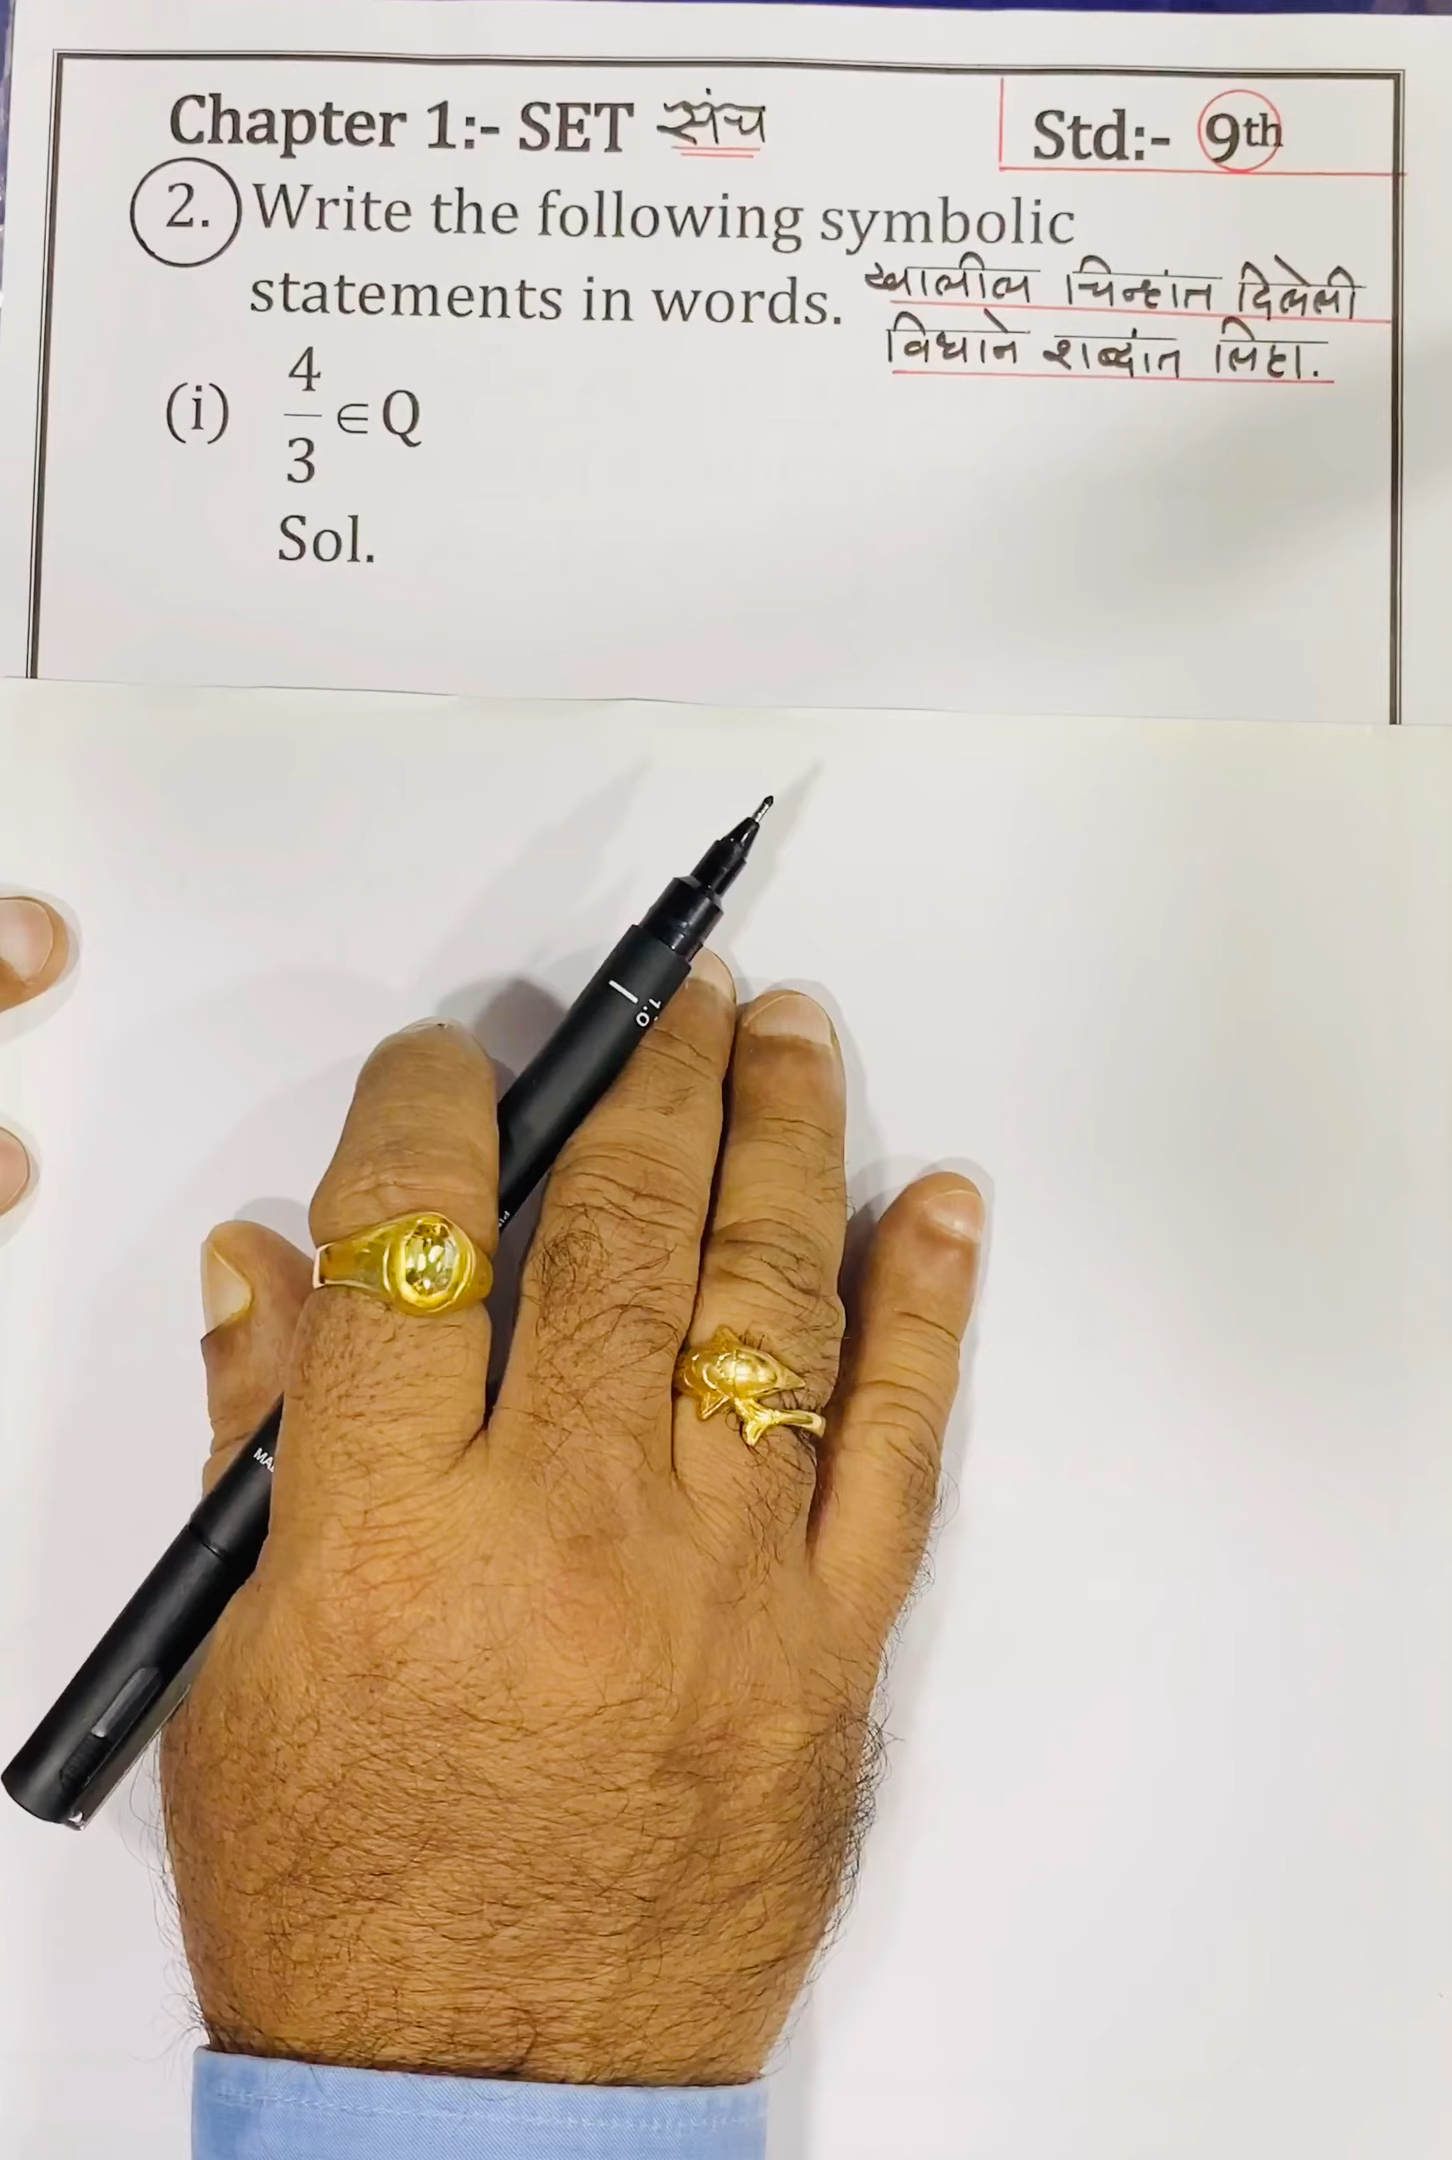 Chapter 1:- SET संच
Std:- 9th
2. Write the following symbolic
statements in words. खालील चिन्हांत दिलेली
विधाने शब्दांत लिहा.
(i) 4/3 ∈ Q
Sol.
1.0